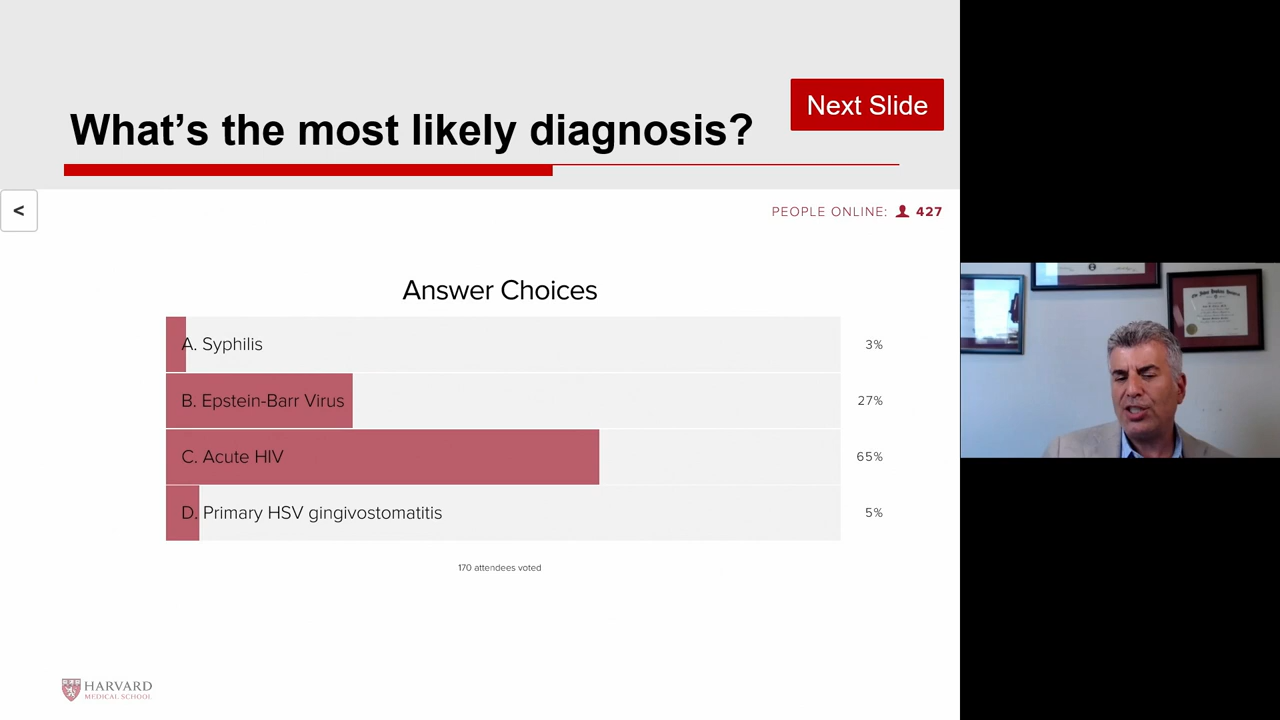 What's the most likely diagnosis?
Next Slide
<
PEOPLE ONLINE: 427
Answer Choices
A. Syphilis 3%
B. Epstein-Barr Virus 27%
C. Acute HIV 65%
D. Primary HSV gingivostomatitis 5%
170 attendees voted
HARVARD
MEDICAL SCHOOL